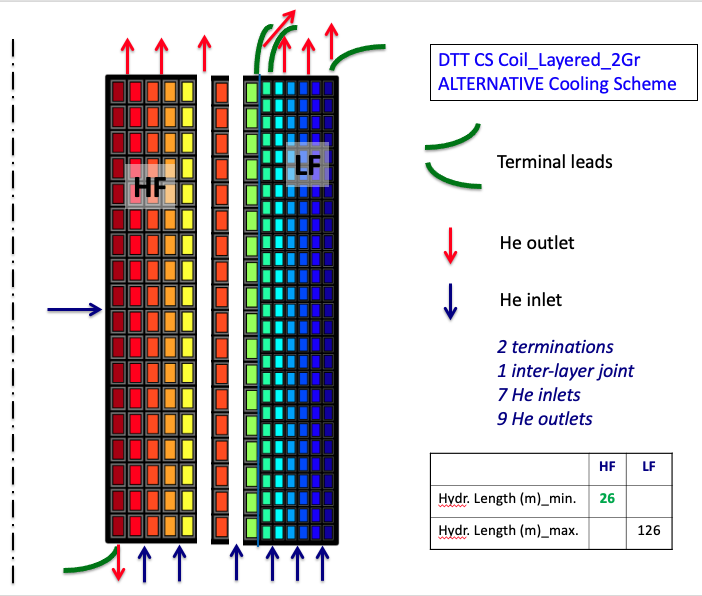 DTT CS Coil_Layered_2Gr
ALTERNATIVE Cooling Scheme
HF
LF
Terminal leads
He outlet
He inlet
2 terminations
1 inter-layer joint
7 He inlets
9 He outlets
HF LF
Hydr. Length (m)_min. 26
Hydr. Length (m)_max. 126